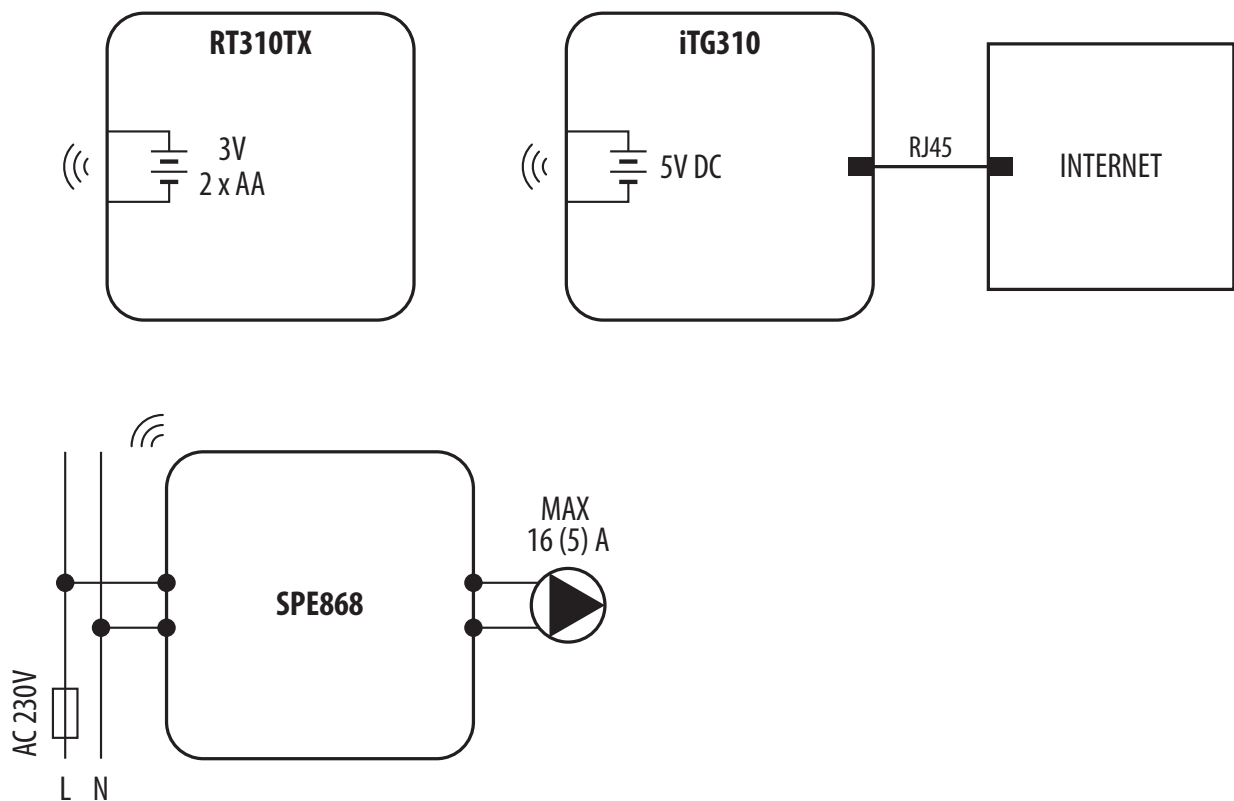 RT310TX
3V
2 x AA
iTG310
5V DC
RJ45
INTERNET
MAX
16 (5) A
SPE868
AC 230V
L N